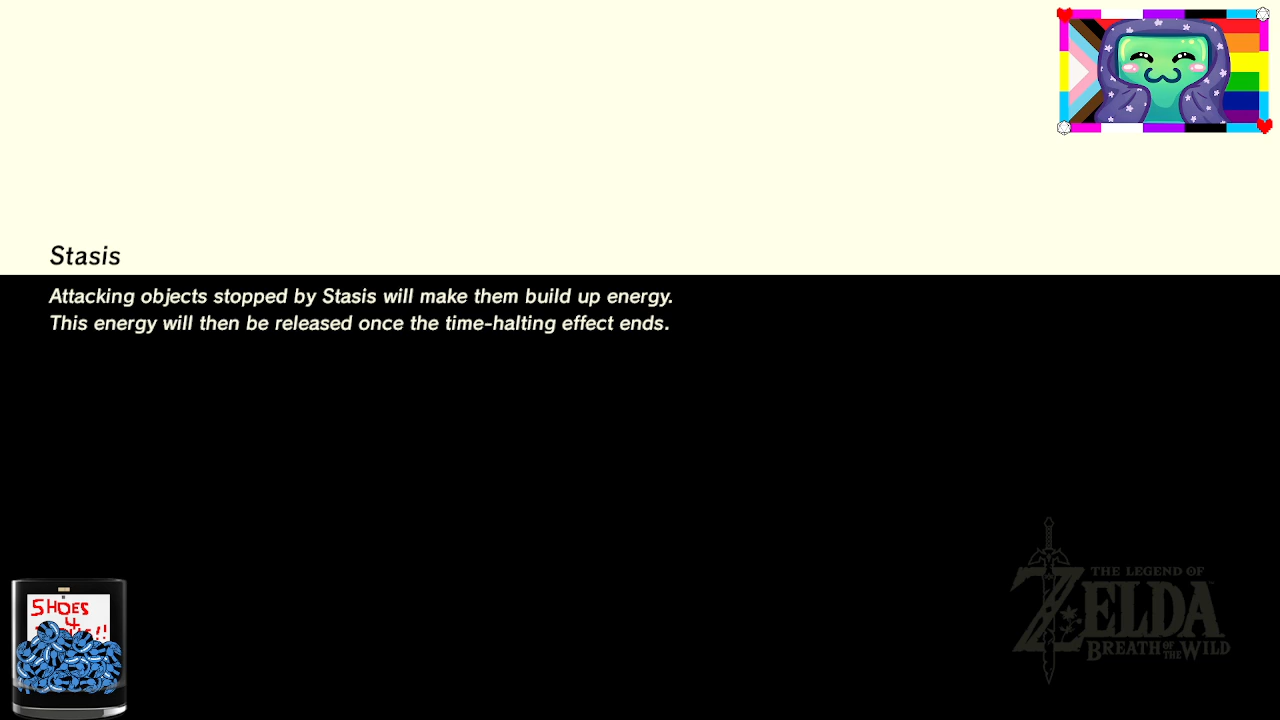 Stasis
Attacking objects stopped by Stasis will make them build up energy.
This energy will then be released once the time-halting effect ends.
THE LEGEND OF
ZELDA
BREATH OF THE WILD
SHOES
4
!!